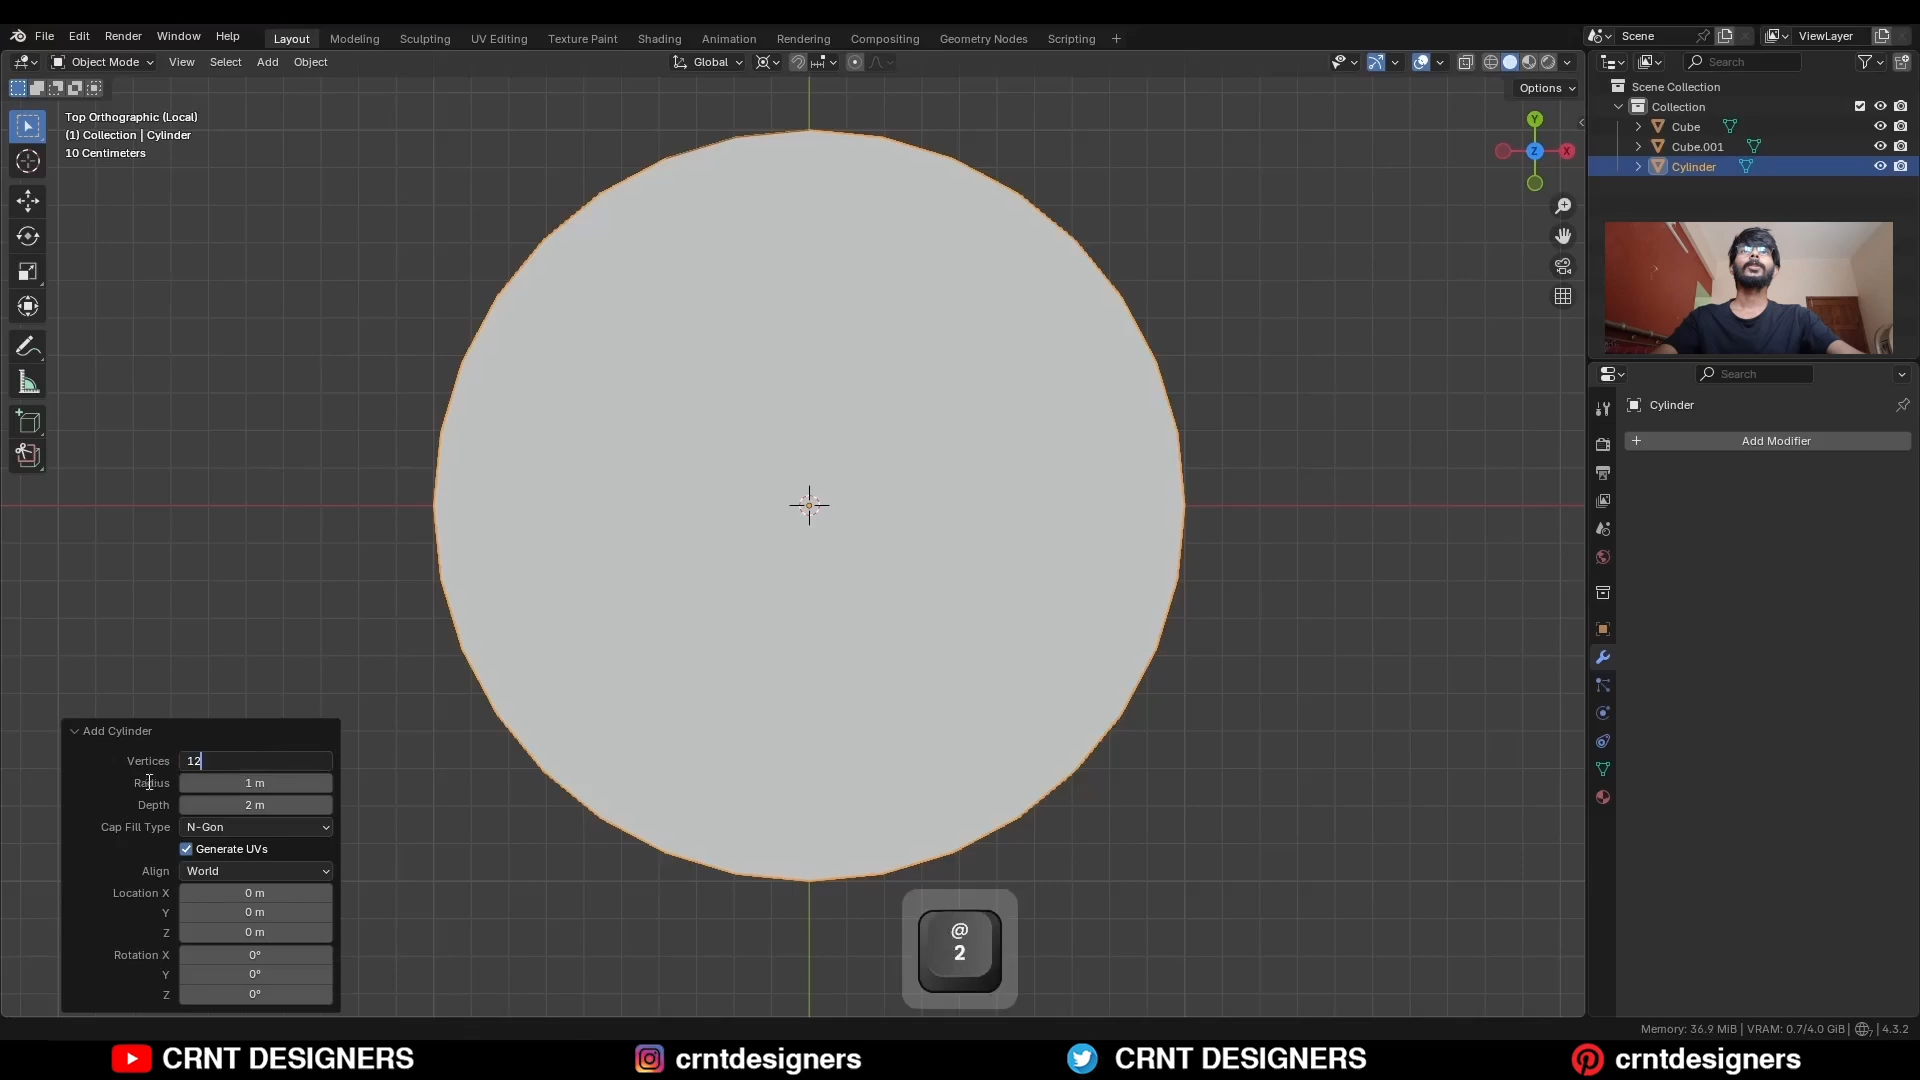 File Edit Render Window Help Layout Modeling Sculpting UV Editing Texture Paint Shading Animation Rendering Compositing Geometry Nodes Scripting + Scene ViewLayer
Object Mode View Select Add Object Global Search
Options
Top Orthographic (Local)
(1) Collection | Cylinder
10 Centimeters
Y
Z
X
Scene Collection
Collection
Cube
Cube.001
Cylinder
Search
Cylinder
+ Add Modifier
Add Cylinder
Vertices 12
Radius 1 m
Depth 2 m
Cap Fill Type N-Gon
Generate UVs
Align World
Location X 0 m
Y 0 m
Z 0 m
Rotation X 0°
Y 0°
Z 0°
@
2
Memory: 36.9 MiB | VRAM: 0.7/4.0 GiB | 4.3.2
CRNT DESIGNERS crntdesigners CRNT DESIGNERS crntdesigners